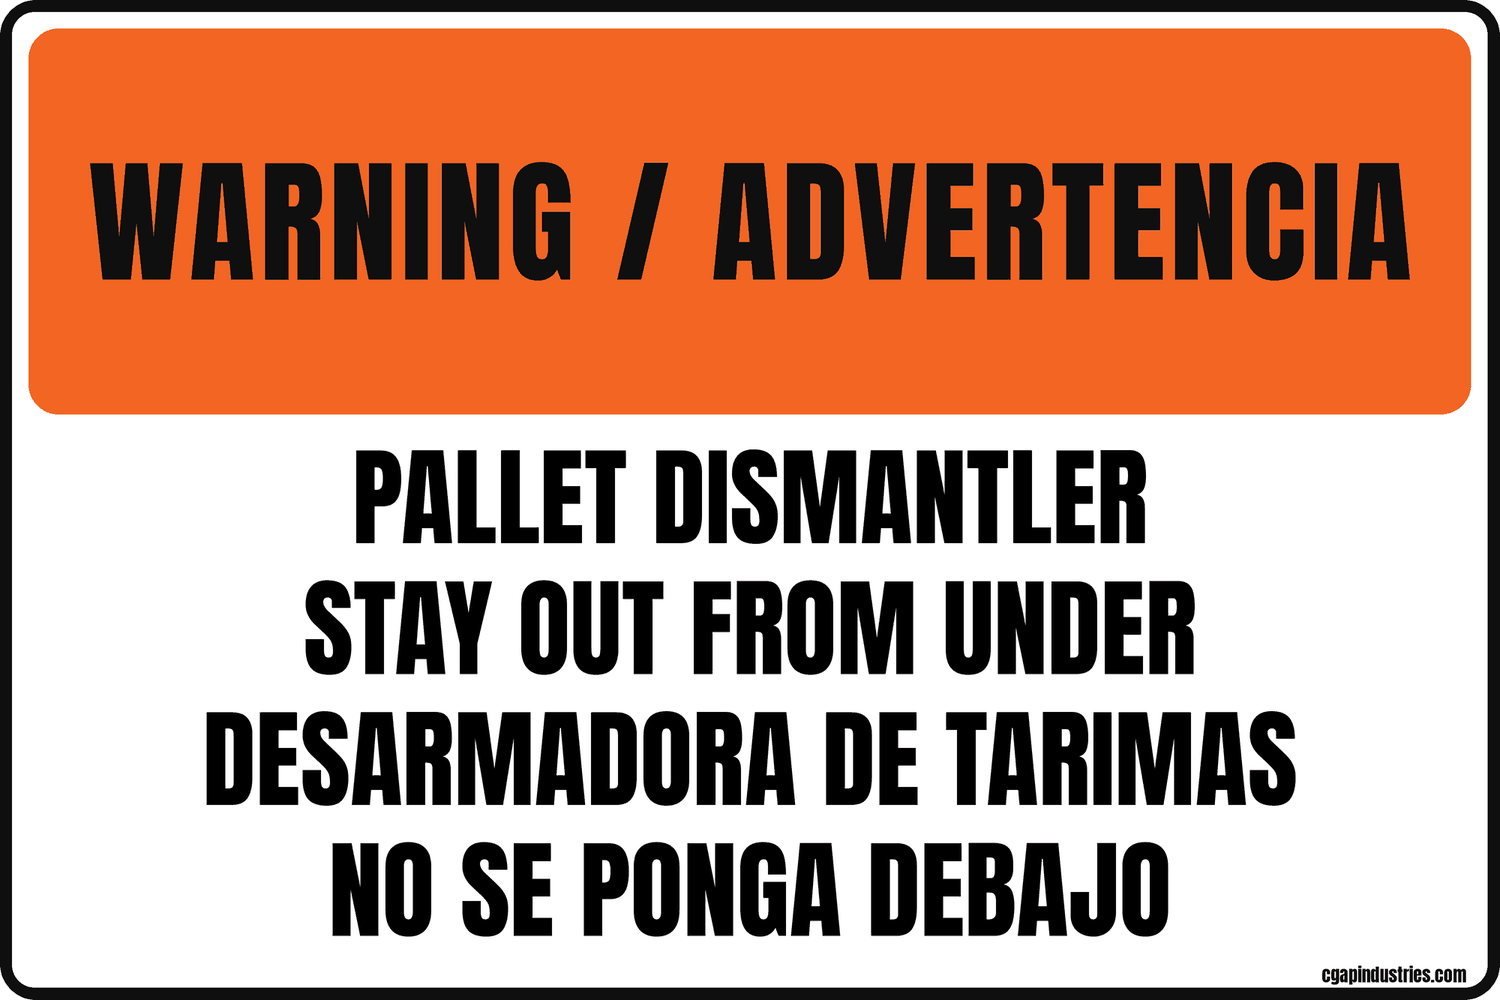 WARNING / ADVERTENCIA
PALLET DISMANTLER
STAY OUT FROM UNDER
DESARMADORA DE TARIMAS
NO SE PONGA DEBAJO
cgapindustries.com